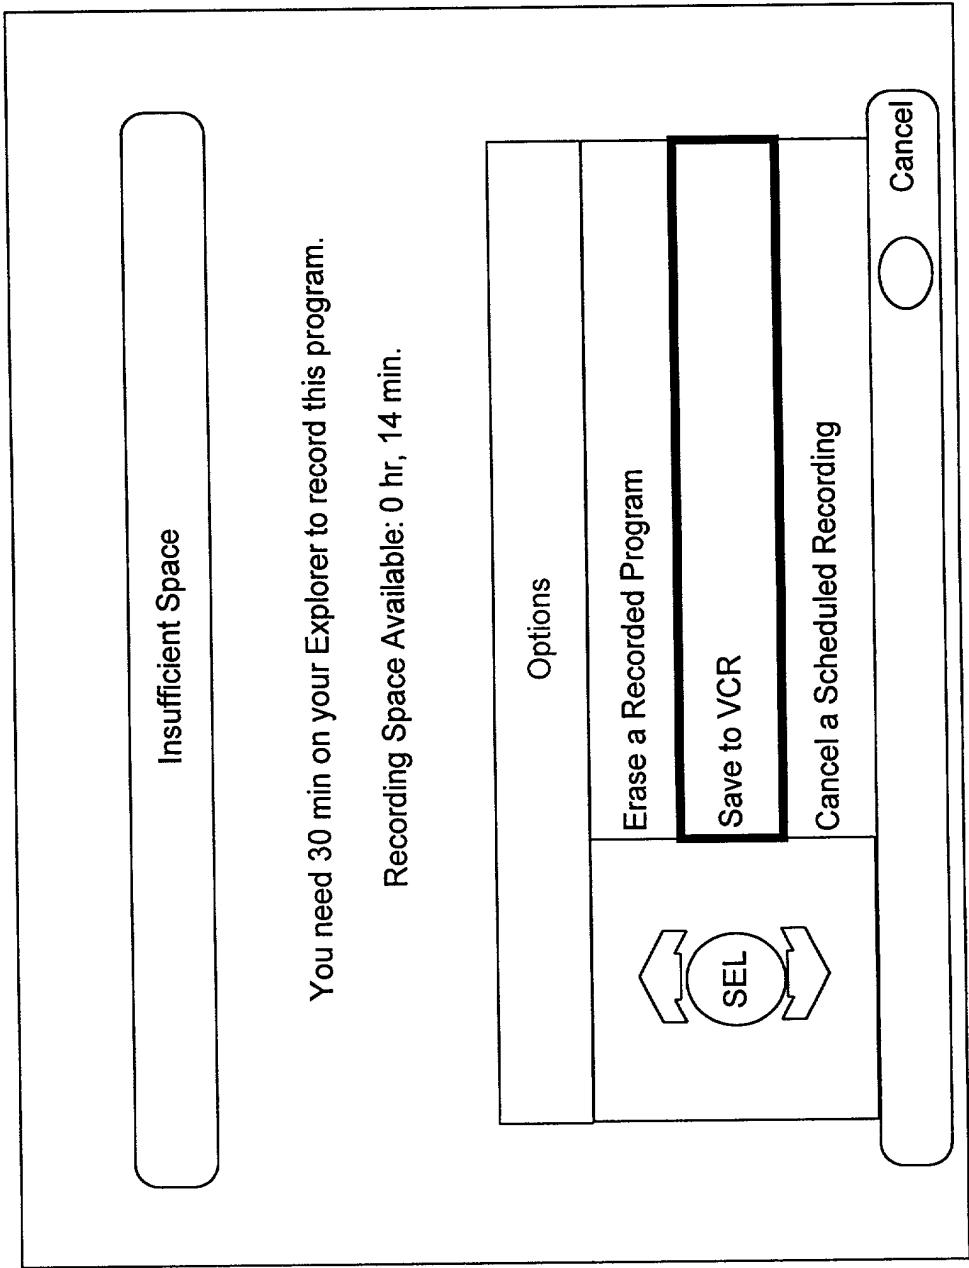 Insufficient Space
You need 30 min on your Explorer to record this program.
Recording Space Available: 0 hr, 14 min.
Options
Erase a Recorded Program
Save to VCR
Cancel a Scheduled Recording
SEL
Cancel